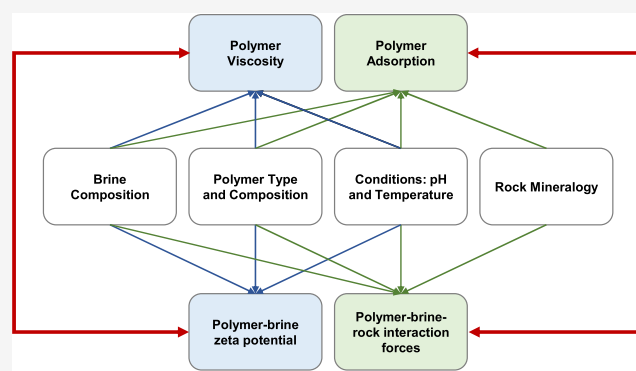 Polymer
Viscosity
Polymer
Adsorption
Brine
Composition
Polymer Type
and Composition
Conditions: pH
and Temperature
Rock Mineralogy
Polymer-brine
zeta potential
Polymer-brine-
rock interaction
forces